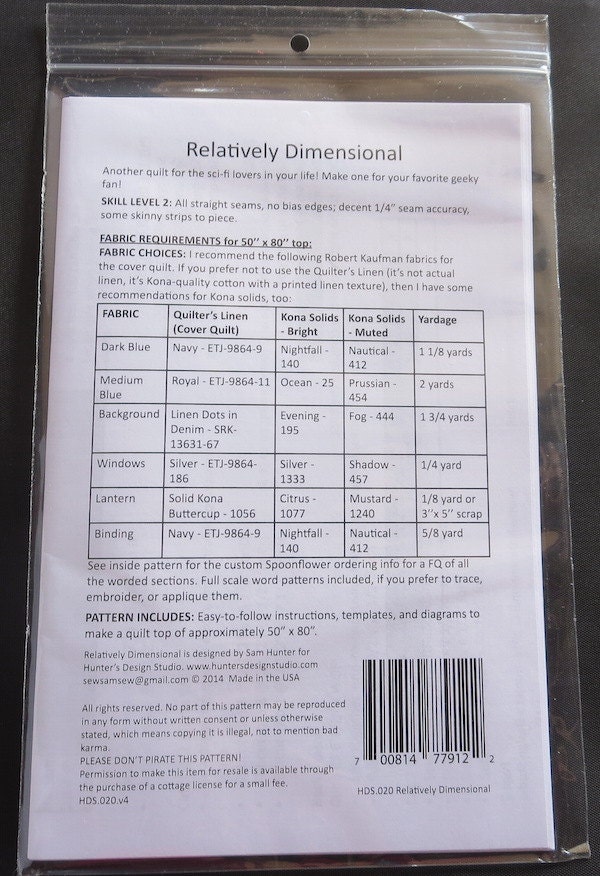 Relatively Dimensional
Another quilt for the sci-fi lovers in your life! Make one for your favorite geeky
fan!
SKILL LEVEL 2: All straight seams, no bias edges; decent 1/4" seam accuracy,
some skinny strips to piece.
FABRIC REQUIREMENTS for 50" x 80" top:
FABRIC CHOICES: I recommend the following Robert Kaufman fabrics for
the cover quilt. If you prefer not to use the Quilter's Linen (it's not actual
linen, it's Kona-quality cotton with a printed linen texture), then I have some
recommendations for Kona solids, too:
FABRIC Quilter's Linen Kona Solids Kona Solids Yardage
(Cover Quilt) - Bright - Muted
Dark Blue Navy - ETJ-9864-9 Nightfall - Nautical - 1 1/8 yards
140 412
Medium Royal - ETJ-9864-11 Ocean - 25 Prussian - 2 yards
Blue 454
Background Linen Dots in Evening - Fog - 444 1 3/4 yards
Denim - SRK- 195
13631-67
Windows Silver - ETJ-9864- Silver - Shadow - 1/4 yard
186 1333 457
Lantern Solid Kona Citrus - Mustard - 1/8 yard or
Buttercup - 1056 1077 1240 3"x 5" scrap
Binding Navy - ETJ-9864-9 Nightfall - Nautical - 5/8 yard
140 412
See inside pattern for the custom Spoonflower ordering info for a FQ of all
the worded sections. Full scale word patterns included, if you prefer to trace,
embroider, or applique them.
PATTERN INCLUDES: Easy-to-follow instructions, templates, and diagrams to
make a quilt top of approximately 50" x 80".
Relatively Dimensional is designed by Sam Hunter for
Hunter's Design Studio. www.huntersdesignstudio.com
sewsamsew@gmail.com © 2014 Made in the USA
All rights reserved. No part of this pattern may be reproduced
in any form without written consent or unless otherwise
stated, which means copying it is illegal, not to mention bad
karma.
PLEASE DON'T PIRATE THIS PATTERN!
Permission to make this item for resale is available through
the purchase of a cottage license for a small fee.
HDS.020.v4
7 00814 77912 2
HDS.020 Relatively Dimensional